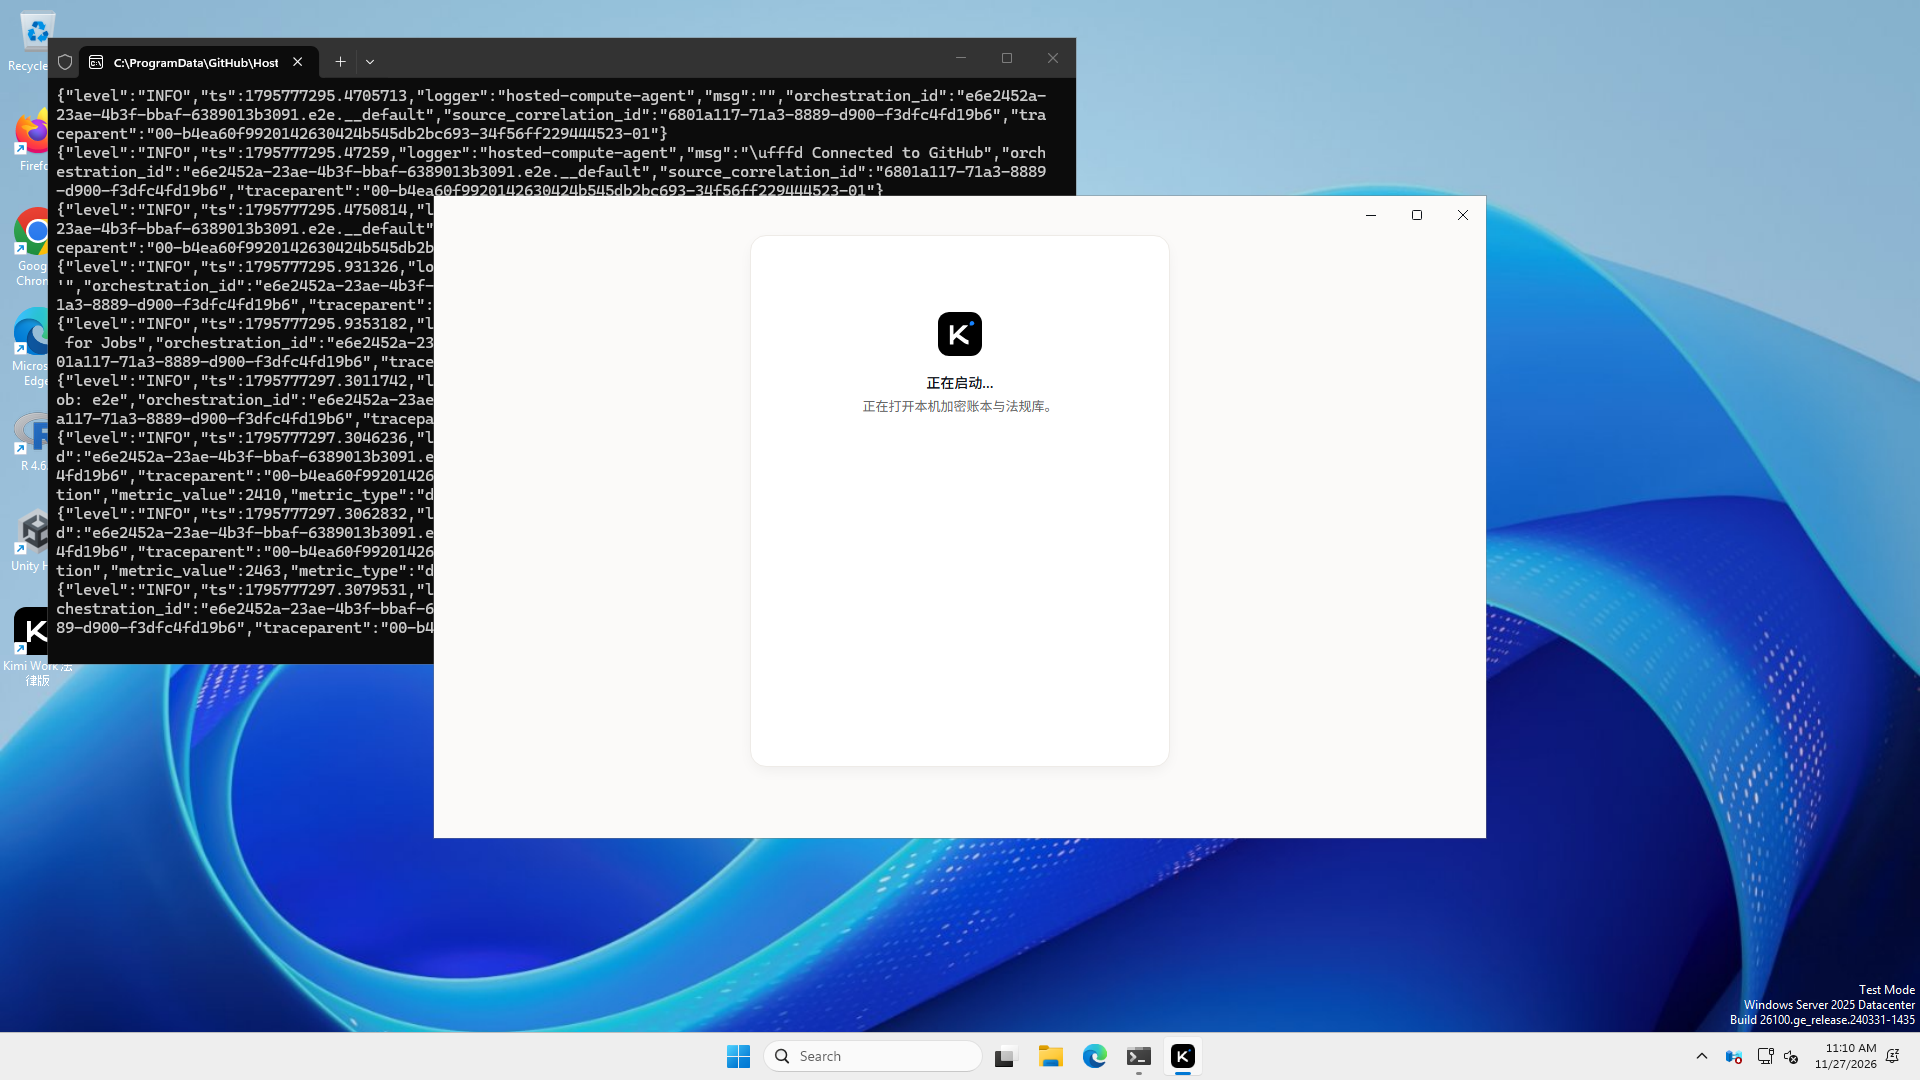 Recycle
Firefo
Goog
Chron
Micros
Edge
R 4.6.
Unity H
Kimi Work 法
律版
C:\ProgramData\GitHub\Host
{"level":"INFO","ts":1795777295.4705713,"logger":"hosted-compute-agent","msg":"","orchestration_id":"e6e2452a-
23ae-4b3f-bbaf-6389013b3091.e2e.__default","source_correlation_id":"6801a117-71a3-8889-d900-f3dfc4fd19b6","tra
ceparent":"00-b4ea60f9920142630424b545db2bc693-34f56ff229444523-01"}
{"level":"INFO","ts":1795777295.47259,"logger":"hosted-compute-agent","msg":"\ufffd Connected to GitHub","orch
estration_id":"e6e2452a-23ae-4b3f-bbaf-6389013b3091.e2e.__default","source_correlation_id":"6801a117-71a3-8889
-d900-f3dfc4fd19b6","traceparent":"00-b4ea60f9920142630424b545db2bc693-34f56ff229444523-01"}
{"level":"INFO","ts":1795777295.4750814,"l
23ae-4b3f-bbaf-6389013b3091.e2e.__default"
ceparent":"00-b4ea60f9920142630424b545db2b
{"level":"INFO","ts":1795777295.931326,"lo
'","orchestration_id":"e6e2452a-23ae-4b3f-
1a3-8889-d900-f3dfc4fd19b6","traceparent":
{"level":"INFO","ts":1795777295.9353182,"l
for Jobs","orchestration_id":"e6e2452a-23
01a117-71a3-8889-d900-f3dfc4fd19b6","trace
{"level":"INFO","ts":1795777297.3011742,"l
ob: e2e","orchestration_id":"e6e2452a-23ae
a117-71a3-8889-d900-f3dfc4fd19b6","tracepa
{"level":"INFO","ts":1795777297.3046236,"l
d":"e6e2452a-23ae-4b3f-bbaf-6389013b3091.e
4fd19b6","traceparent":"00-b4ea60f99201426
tion","metric_value":2410,"metric_type":"d
{"level":"INFO","ts":1795777297.3062832,"l
d":"e6e2452a-23ae-4b3f-bbaf-6389013b3091.e
4fd19b6","traceparent":"00-b4ea60f99201426
tion","metric_value":2463,"metric_type":"d
{"level":"INFO","ts":1795777297.3079531,"l
chestration_id":"e6e2452a-23ae-4b3f-bbaf-6
89-d900-f3dfc4fd19b6","traceparent":"00-b4
K
正在启动...
正在打开本机加密账本与法规库。
Test Mode
Windows Server 2025 Datacenter
Build 26100.ge_release.240331-1435
Search
11:10 AM
11/27/2026